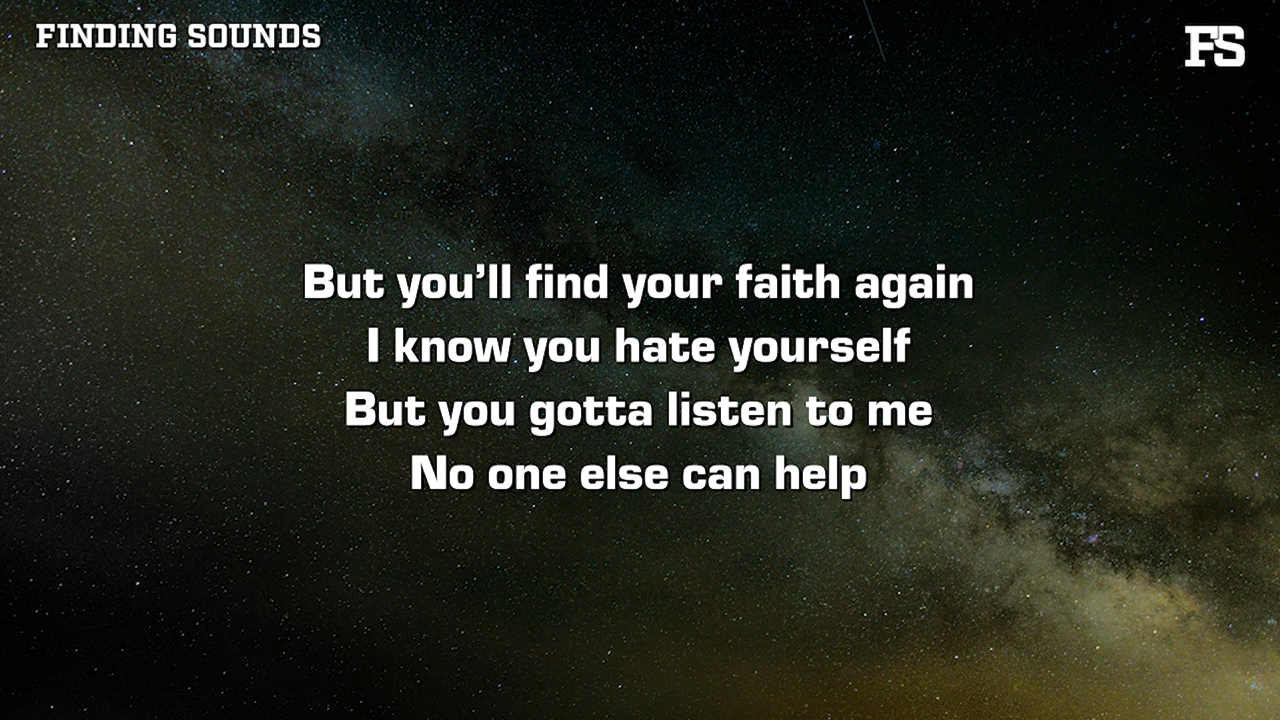 FINDING SOUNDS
FS
But you’ll find your faith again
I know you hate yourself
But you gotta listen to me
No one else can help